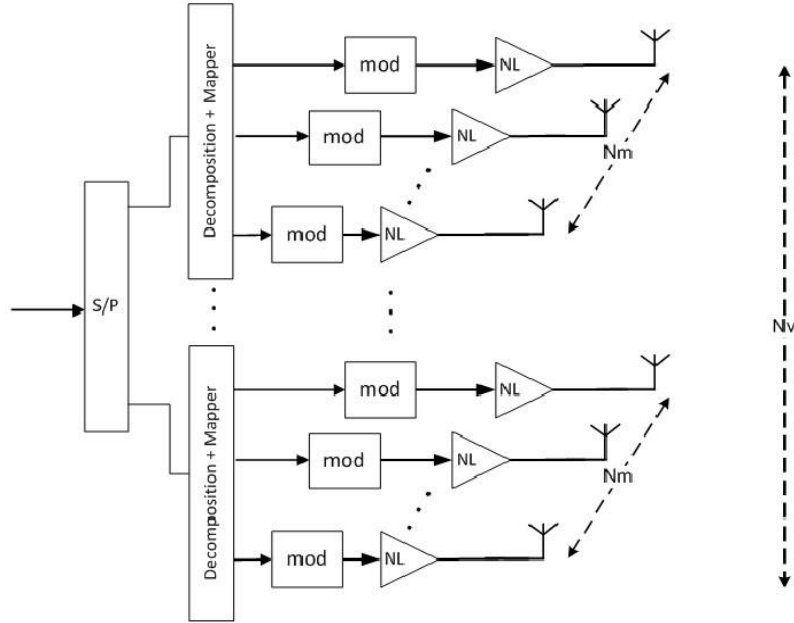 Decomposition + Mapper
mod
NL
mod
NL
Nm
mod
NL
S/P
Nv
Decomposition + Mapper
mod
NL
mod
NL
Nm
mod
NL